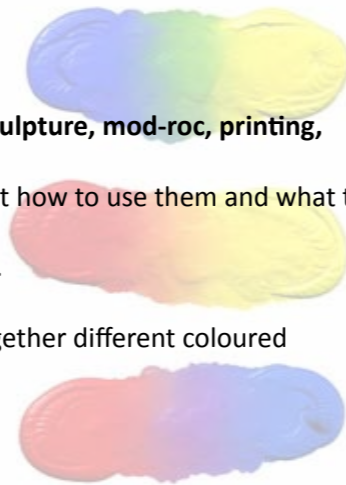 ulpture, mod-roc, printing,
t how to use them and what t
.
gether different coloured